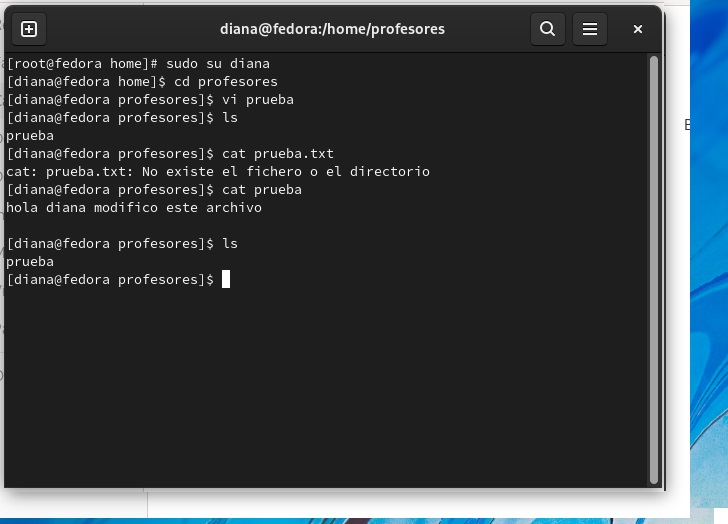 diana@fedora:/home/profesores
[root@fedora home]# sudo su diana
[diana@fedora home]$ cd profesores
[diana@fedora profesores]$ vi prueba
[diana@fedora profesores]$ ls
prueba
[diana@fedora profesores]$ cat prueba.txt
cat: prueba.txt: No existe el fichero o el directorio
[diana@fedora profesores]$ cat prueba
hola diana modifico este archivo
[diana@fedora profesores]$ ls
prueba
[diana@fedora profesores]$